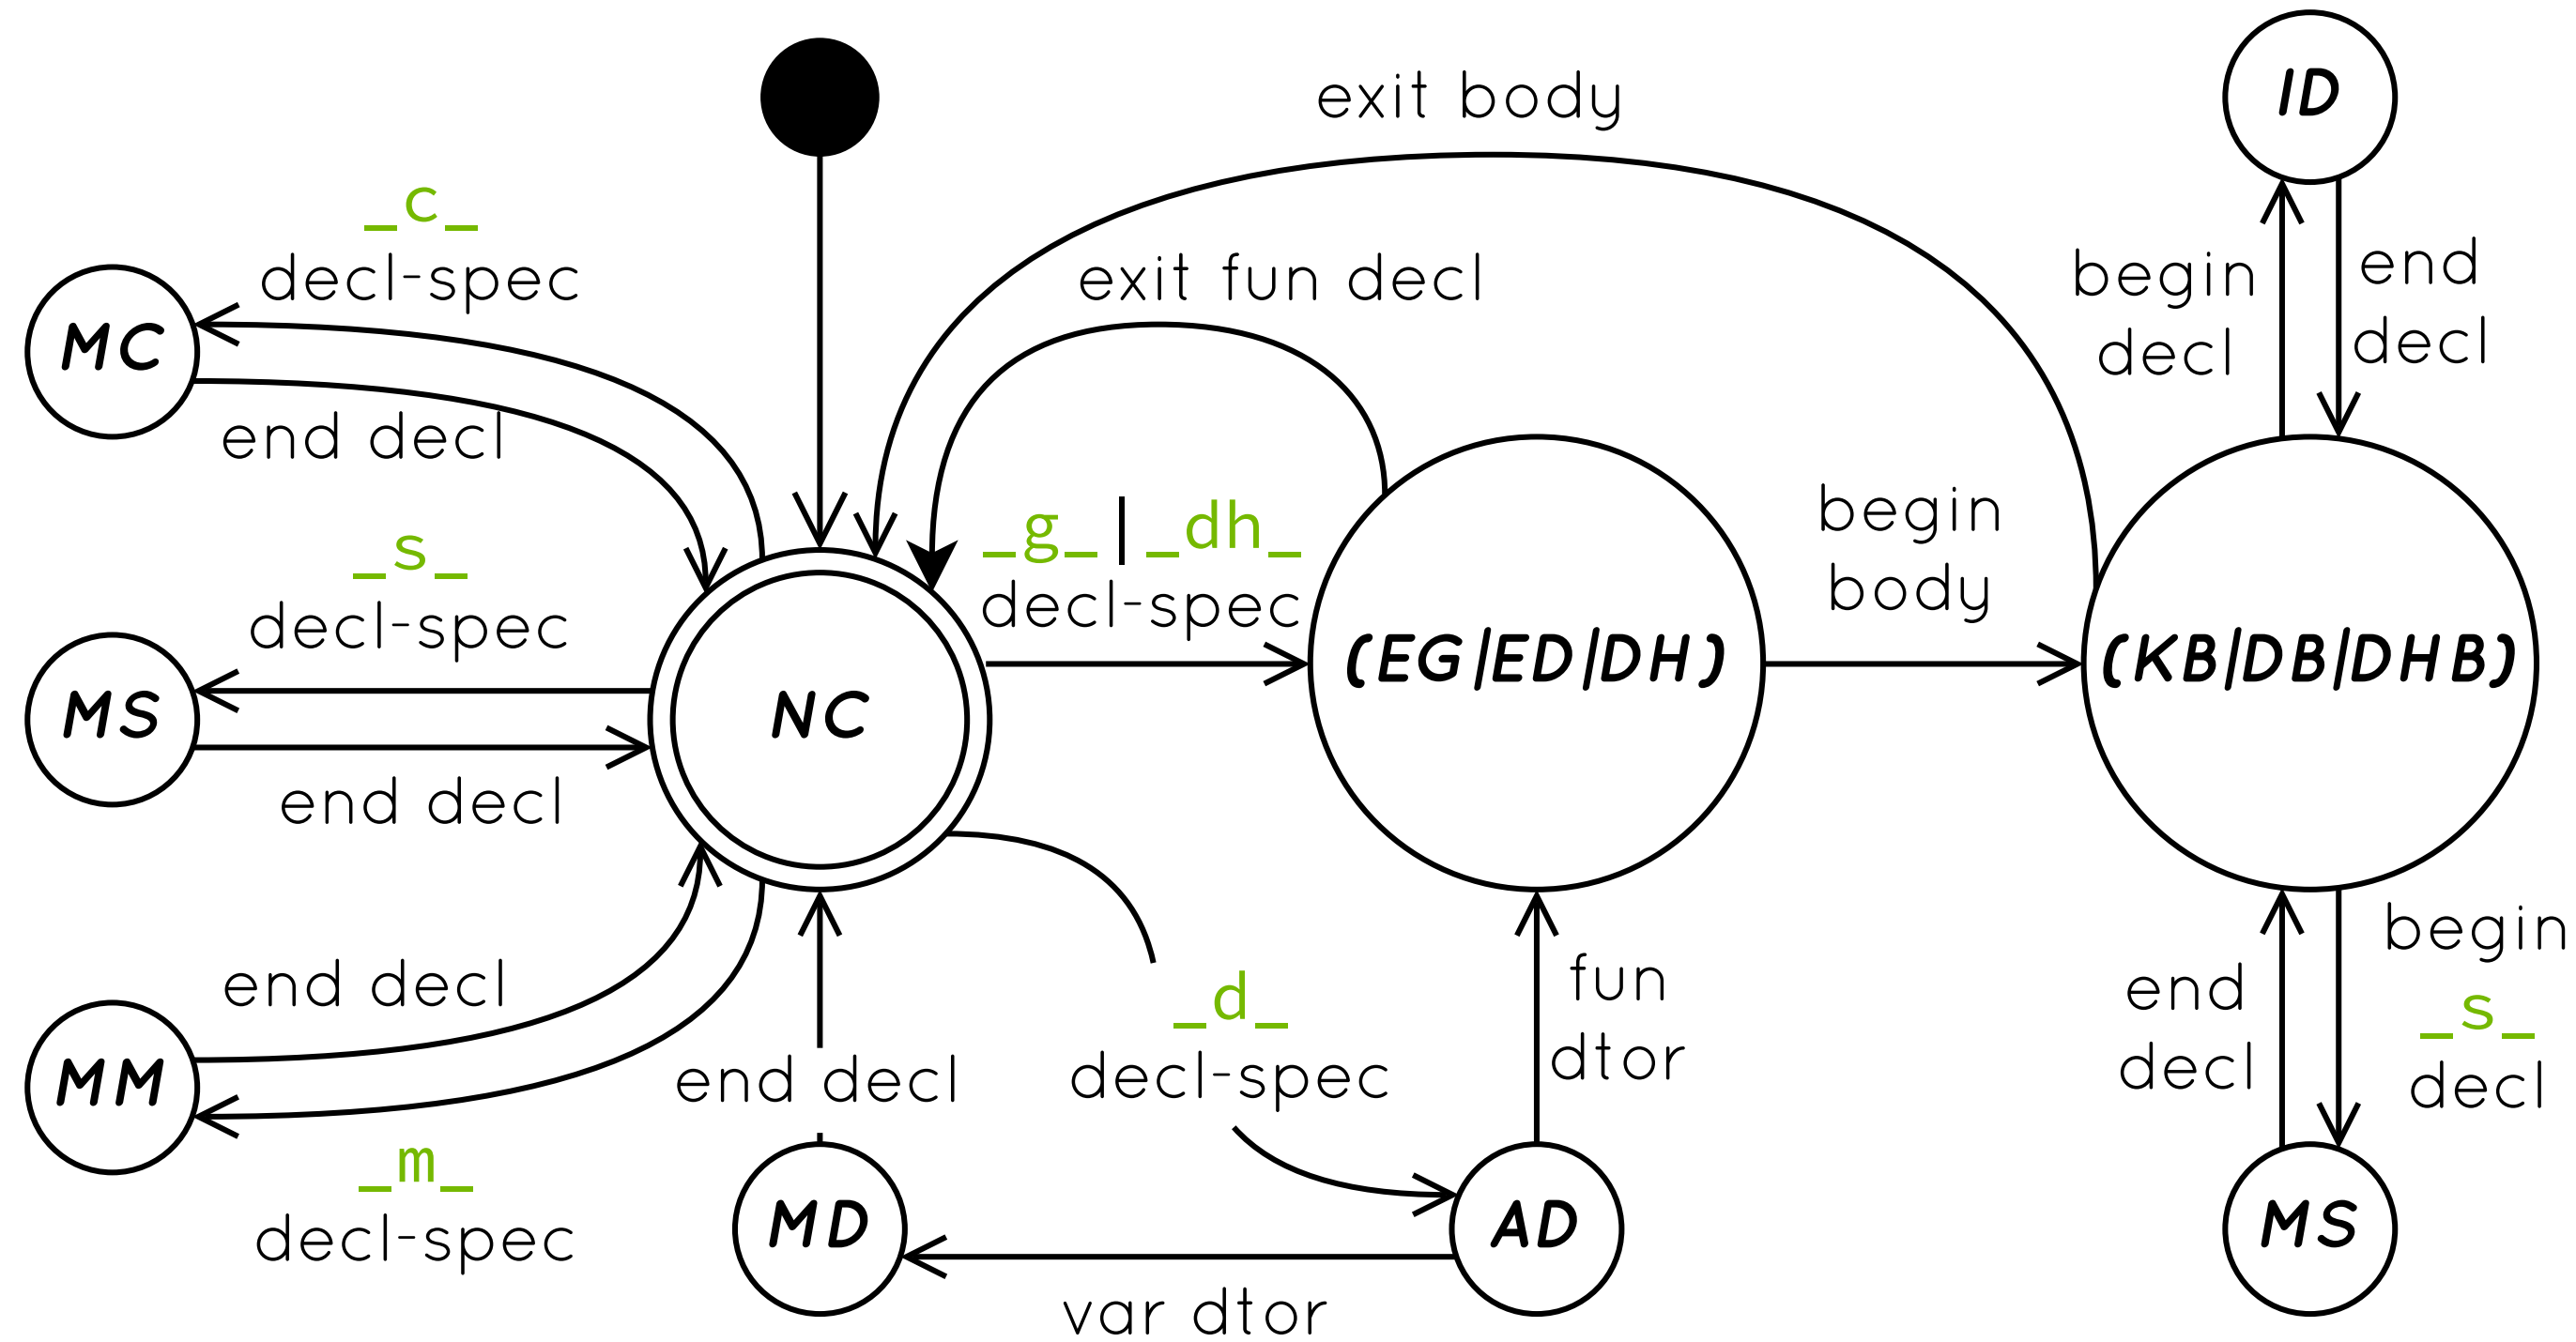 ID
exit body
_c_
decl-spec
exit fun decl
begin
decl
end
decl
MC
end decl
_g_|_dh_
decl-spec
begin
body
_s_
decl-spec
MS
end decl
NC
(EG|ED|DH)
(KB|DB|DHB)
end decl
MM
_m_
decl-spec
end decl
_d_
decl-spec
fun
dtor
end
decl
begin
_s_
decl
MD
var dtor
AD
MS